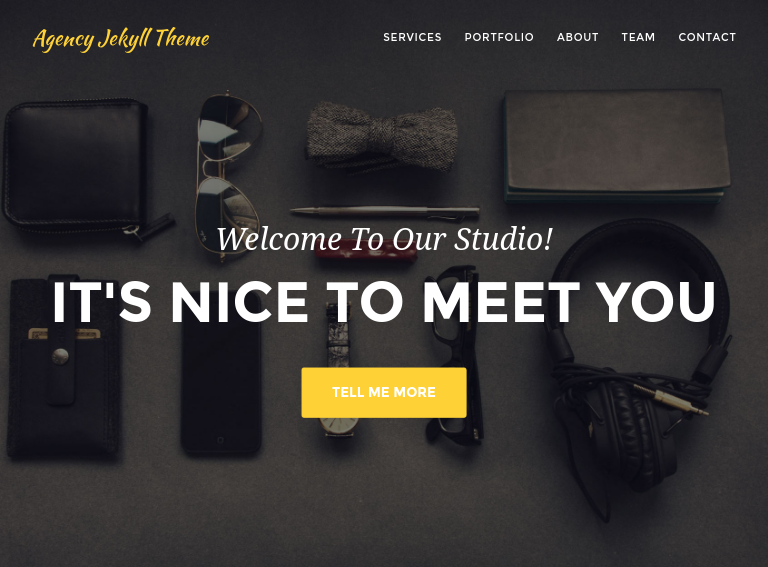 Agency Jekyll Theme
SERVICES PORTFOLIO ABOUT TEAM CONTACT
Welcome To Our Studio!
IT'S NICE TO MEET YOU
TELL ME MORE